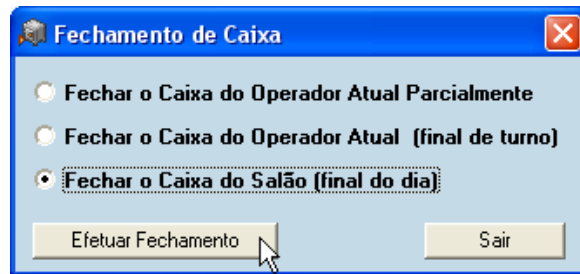 Fechamento de Caixa
Fechar o Caixa do Operador Atual Parcialmente
Fechar o Caixa do Operador Atual (final de turno)
Fechar o Caixa do Salão (final do dia)
Efetuar Fechamento Sair